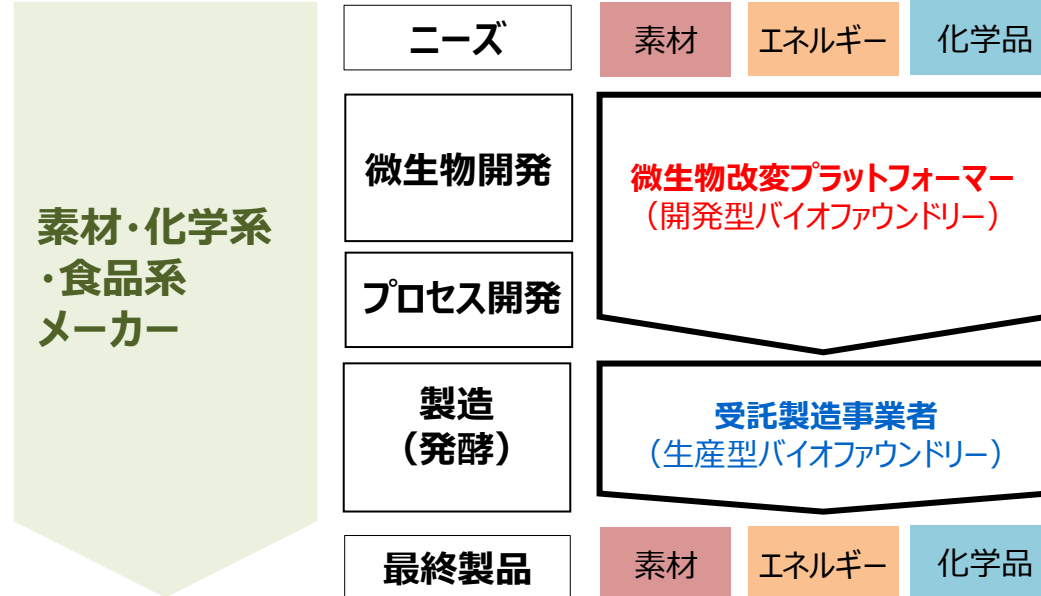 ニーズ
素材
エネルギー
化学品
素材・化学系
・食品系
メーカー
微生物開発
微生物改変プラットフォーマー
（開発型バイオファウンドリー）
プロセス開発
製造
（発酵）
受託製造事業者
（生産型バイオファウンドリー）
最終製品
素材
エネルギー
化学品